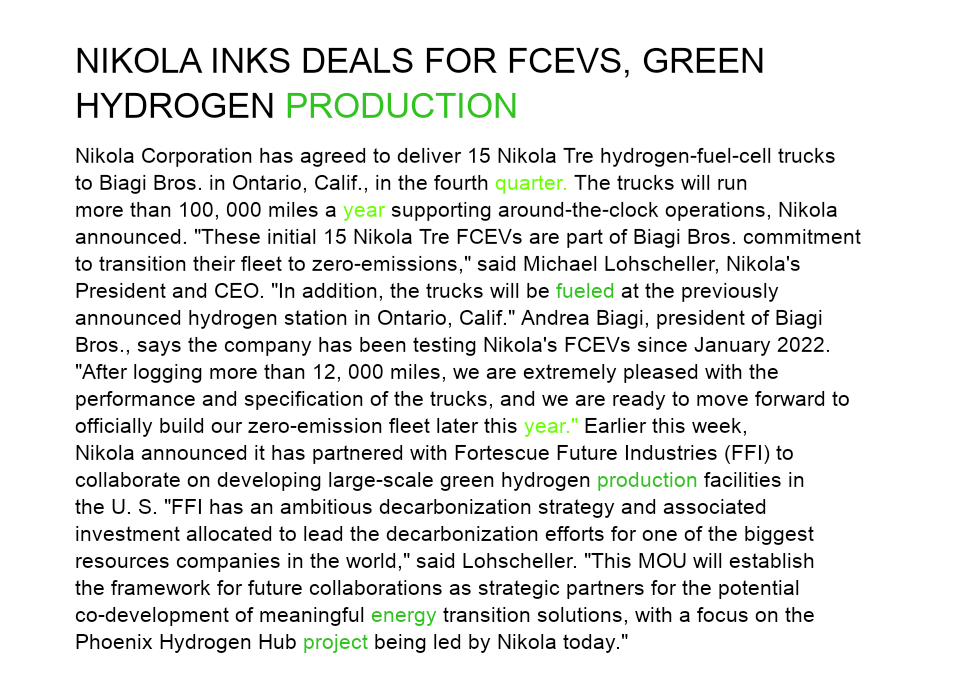 NIKOLA INKS DEALS FOR FCEVS, GREEN
HYDROGEN PRODUCTION
Nikola Corporation has agreed to deliver 15 Nikola Tre hydrogen-fuel-cell trucks
to Biagi Bros. in Ontario, Calif., in the fourth quarter. The trucks will run
more than 100, 000 miles a year supporting around-the-clock operations, Nikola
announced. "These initial 15 Nikola Tre FCEVs are part of Biagi Bros. commitment
to transition their fleet to zero-emissions," said Michael Lohscheller, Nikola's
President and CEO. "In addition, the trucks will be fueled at the previously
announced hydrogen station in Ontario, Calif." Andrea Biagi, president of Biagi
Bros., says the company has been testing Nikola's FCEVs since January 2022.
"After logging more than 12, 000 miles, we are extremely pleased with the
performance and specification of the trucks, and we are ready to move forward to
officially build our zero-emission fleet later this year." Earlier this week,
Nikola announced it has partnered with Fortescue Future Industries (FFI) to
collaborate on developing large-scale green hydrogen production facilities in
the U. S. "FFI has an ambitious decarbonization strategy and associated
investment allocated to lead the decarbonization efforts for one of the biggest
resources companies in the world," said Lohscheller. "This MOU will establish
the framework for future collaborations as strategic partners for the potential
co-development of meaningful energy transition solutions, with a focus on the
Phoenix Hydrogen Hub project being led by Nikola today."